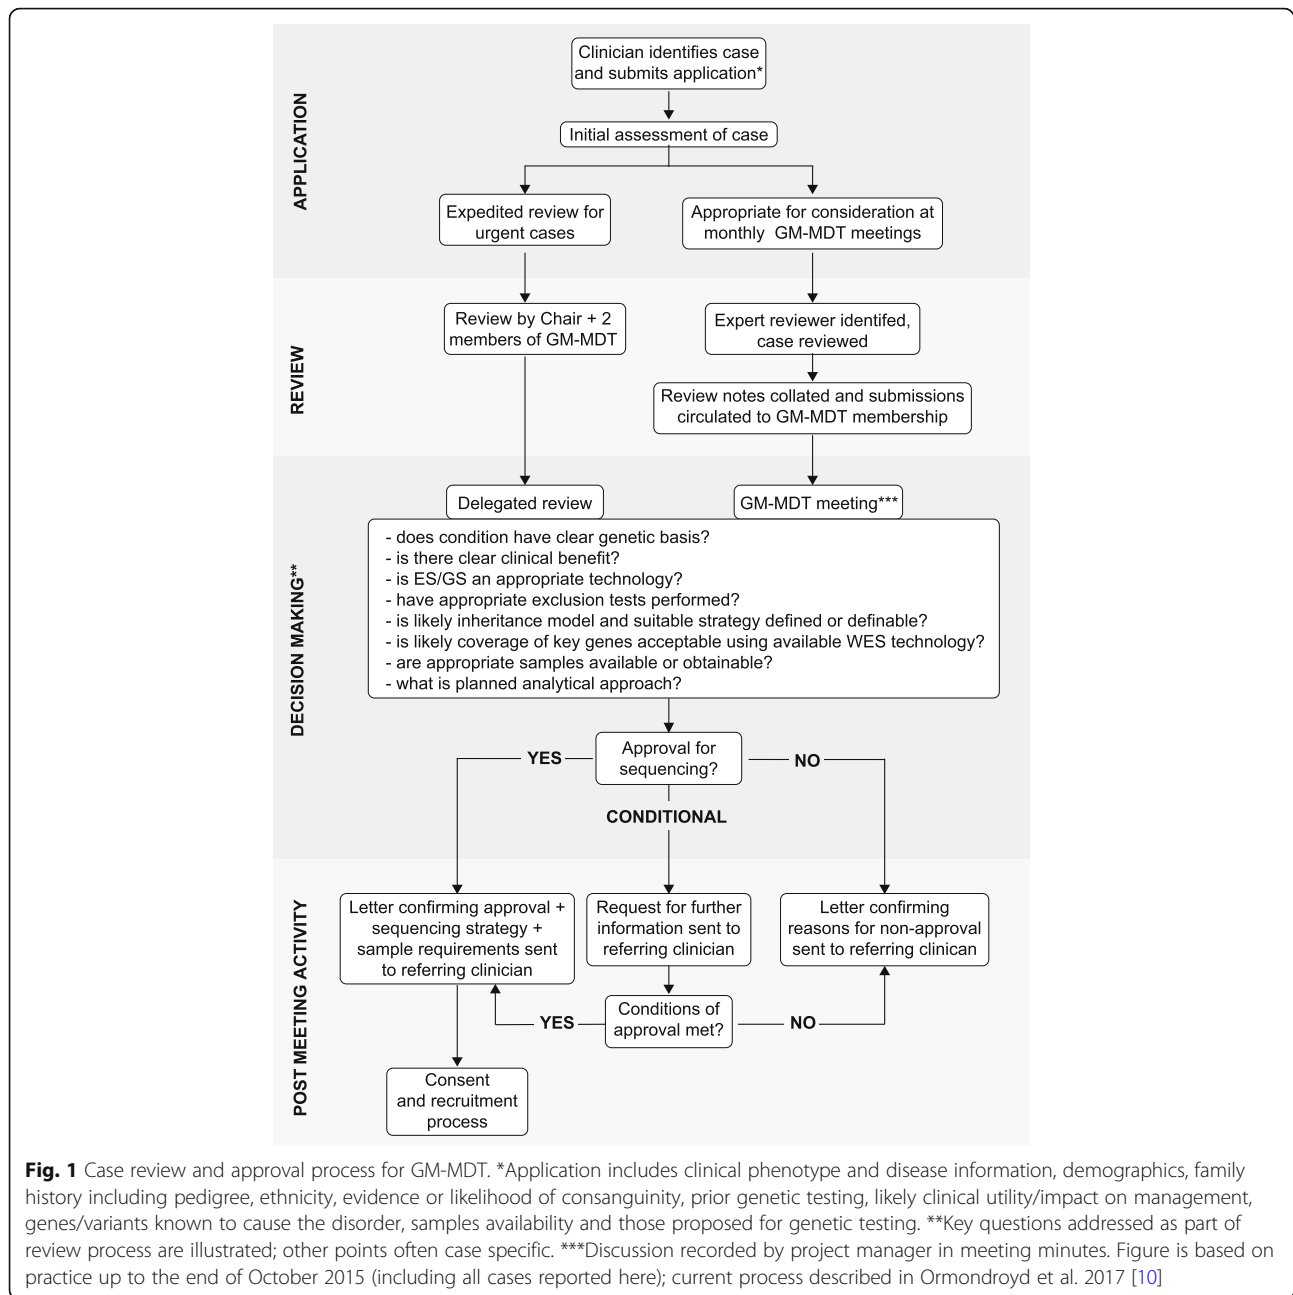 APPLICATION
Clinician identifies case
and submits application*
Initial assessment of case
Expedited review for
urgent cases
Appropriate for consideration at
monthly GM-MDT meetings
REVIEW
Review by Chair + 2
members of GM-MDT
Expert reviewer identifed,
case reviewed
Review notes collated and submissions
circulated to GM-MDT membership
DECISION MAKING**
Delegated review
GM-MDT meeting***
- does condition have clear genetic basis?
- is there clear clinical benefit?
- is ES/GS an appropriate technology?
- have appropriate exclusion tests performed?
- is likely inheritance model and suitable strategy defined or definable?
- is likely coverage of key genes acceptable using available WES technology?
- are appropriate samples available or obtainable?
- what is planned analytical approach?
Approval for
sequencing?
YES
NO
CONDITIONAL
POST MEETING ACTIVITY
Letter confirming approval +
sequencing strategy +
sample requirements sent
to referring clinician
Request for further
information sent to
referring clinician
Letter confirming
reasons for non-approval
sent to referring clinican
Conditions of
approval met?
YES
NO
Consent
and recruitment
process
Fig. 1 Case review and approval process for GM-MDT. *Application includes clinical phenotype and disease information, demographics, family
history including pedigree, ethnicity, evidence or likelihood of consanguinity, prior genetic testing, likely clinical utility/impact on management,
genes/variants known to cause the disorder, samples availability and those proposed for genetic testing. **Key questions addressed as part of
review process are illustrated; other points often case specific. ***Discussion recorded by project manager in meeting minutes. Figure is based on
practice up to the end of October 2015 (including all cases reported here); current process described in Ormondroyd et al. 2017 [10]